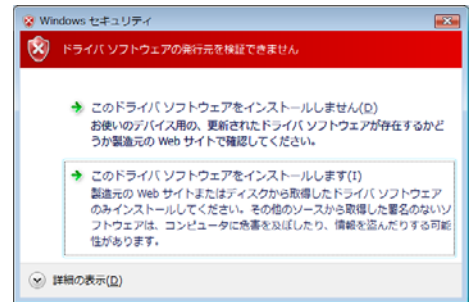 Windows セキュリティ
ドライバ ソフトウェアの発行元を検証できません
このドライバ ソフトウェアをインストールしません(D)
お使いのデバイス用の、更新されたドライバ ソフトウェアが存在するかど
うか製造元の Web サイトで確認してください。
このドライバ ソフトウェアをインストールします(I)
製造元の Web サイトまたはディスクから取得したドライバ ソフトウェア
のみインストールしてください。その他のソースから取得した署名のないソ
フトウェアは、コンピュータに危害を及ぼしたり、情報を盗んだりする可能
性があります。
詳細の表示(D)